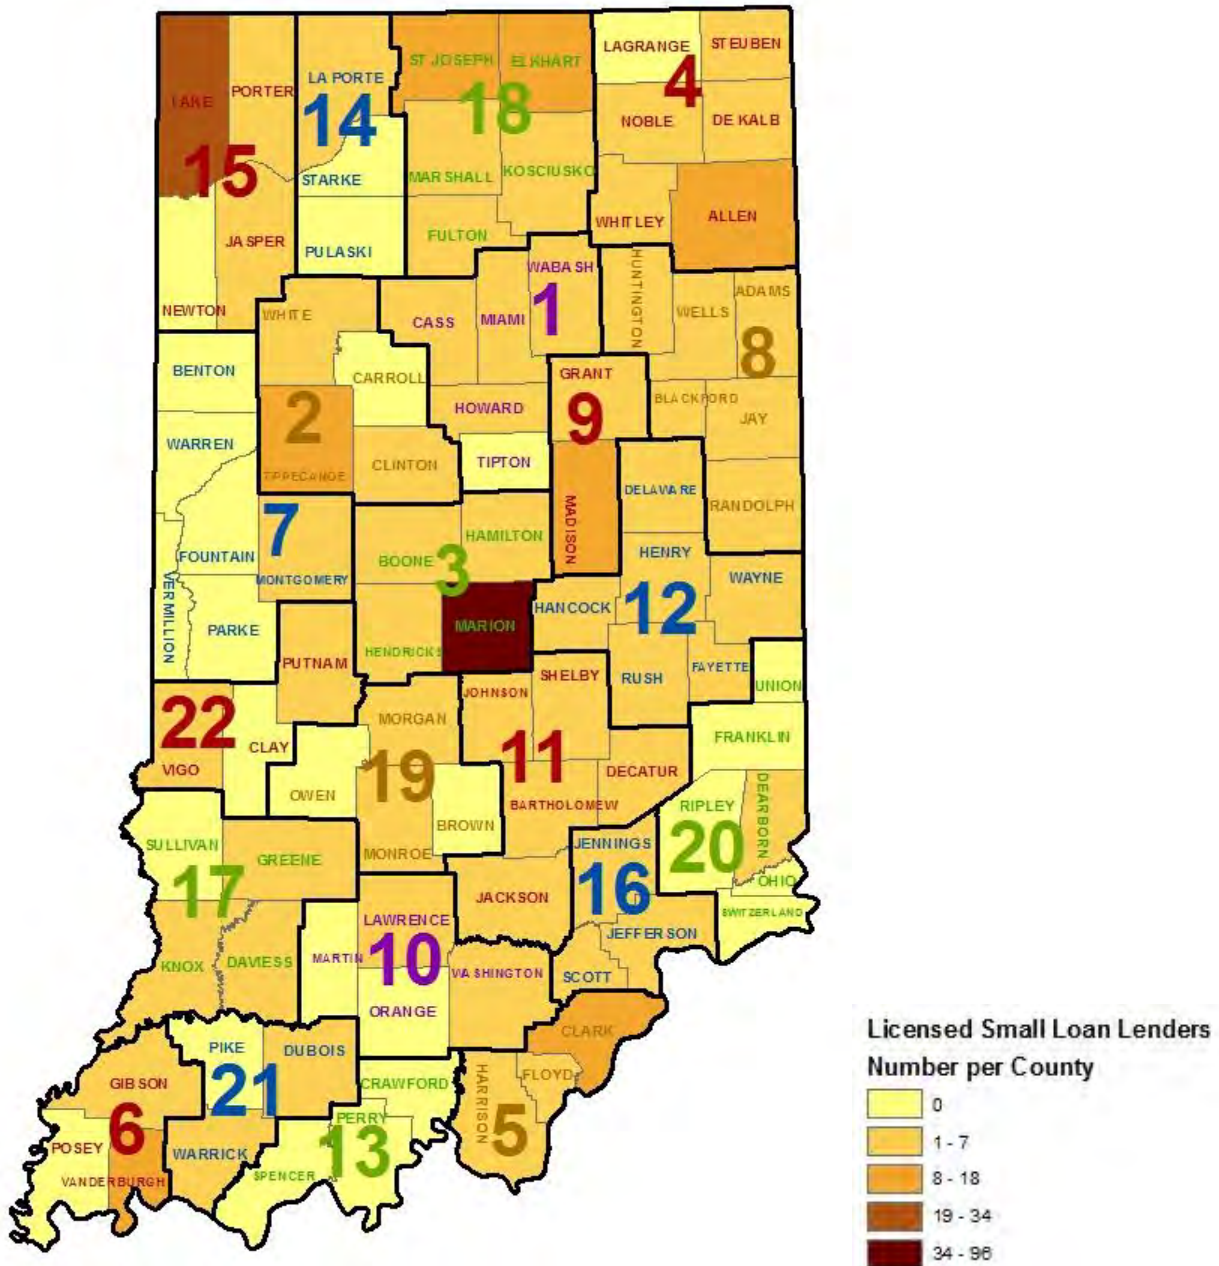 LAGRANGE
STEUBEN
ST JOSEPH
ELKHART
LA PORTE
4
LAKE
PORTER
14
18
NOBLE
DE KALB
15
STARKE
MARSHALL
KOSCIUSKO
WHITLEY
ALLEN
JASPER
FULTON
PULASKI
WABASH
HUNTINGTON
NEWTON
WHITE
CASS
MIAMI
1
WELLS
ADAMS
8
BENTON
CARROLL
GRANT
HOWARD
BLACKFORD
JAY
2
9
WARREN
TIPPECANOE
CLINTON
TIPTON
DELAWARE
RANDOLPH
MADISON
7
HAMILTON
FOUNTAIN
BOONE
3
HENRY
MONTGOMERY
WAYNE
VERMILLION
HANCOCK
12
PARKE
MARION
PUTNAM
HENDRICKS
SHELBY
RUSH
FAYETTE
UNION
JOHNSON
22
MORGAN
CLAY
FRANKLIN
VIGO
19
11
DECATUR
OWEN
BARTHOLOMEW
RIPLEY
DEARBORN
BROWN
SULLIVAN
GREENE
MONROE
JENNINGS
20
17
16
OHIO
JACKSON
LAWRENCE
SWITZERLAND
JEFFERSON
KNOX
DAVIESS
MARTIN
10
WASHINGTON
SCOTT
ORANGE
CLARK
PIKE
DUBOIS
GIBSON
21
CRAWFORD
HARRISON
FLOYD
6
PERRY
5
POSEY
WARRICK
13
VANDERBURGH
SPENCER
Licensed Small Loan Lenders
Number per County
0
1 - 7
8 - 18
19 - 34
34 - 96